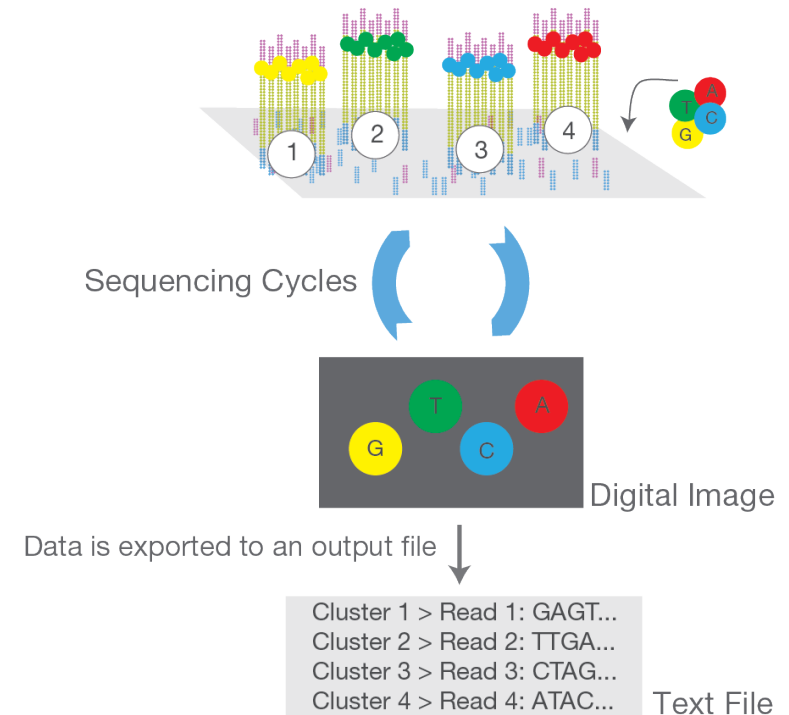 1
2
3
4
A
T
C
G
Sequencing Cycles
T
A
G
C
Digital Image
Data is exported to an output file
Cluster 1 > Read 1: GAGT...
Cluster 2 > Read 2: TTGA...
Cluster 3 > Read 3: CTAG...
Cluster 4 > Read 4: ATAC...
Text File